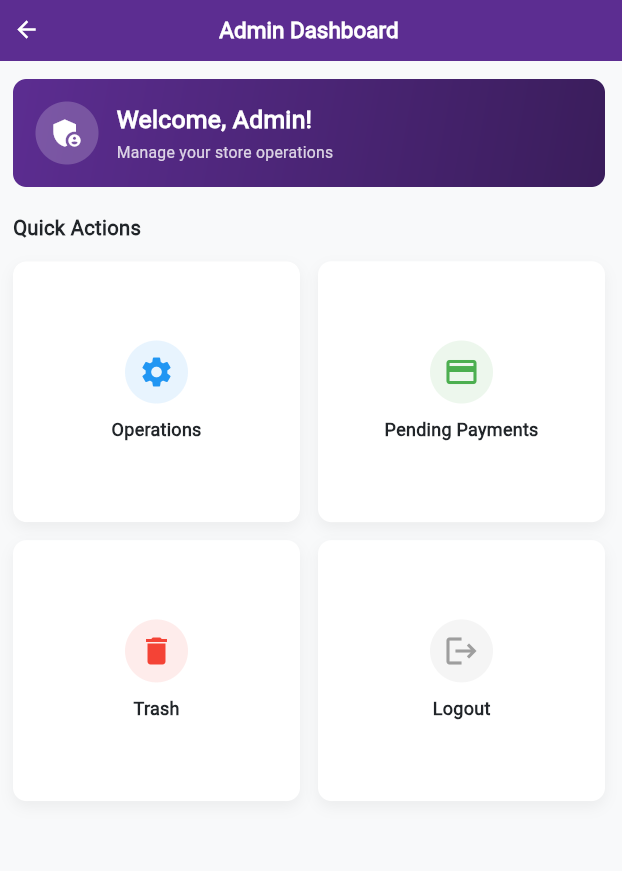 Admin Dashboard
Welcome, Admin!
Manage your store operations
Quick Actions
Operations
Pending Payments
Trash
Logout